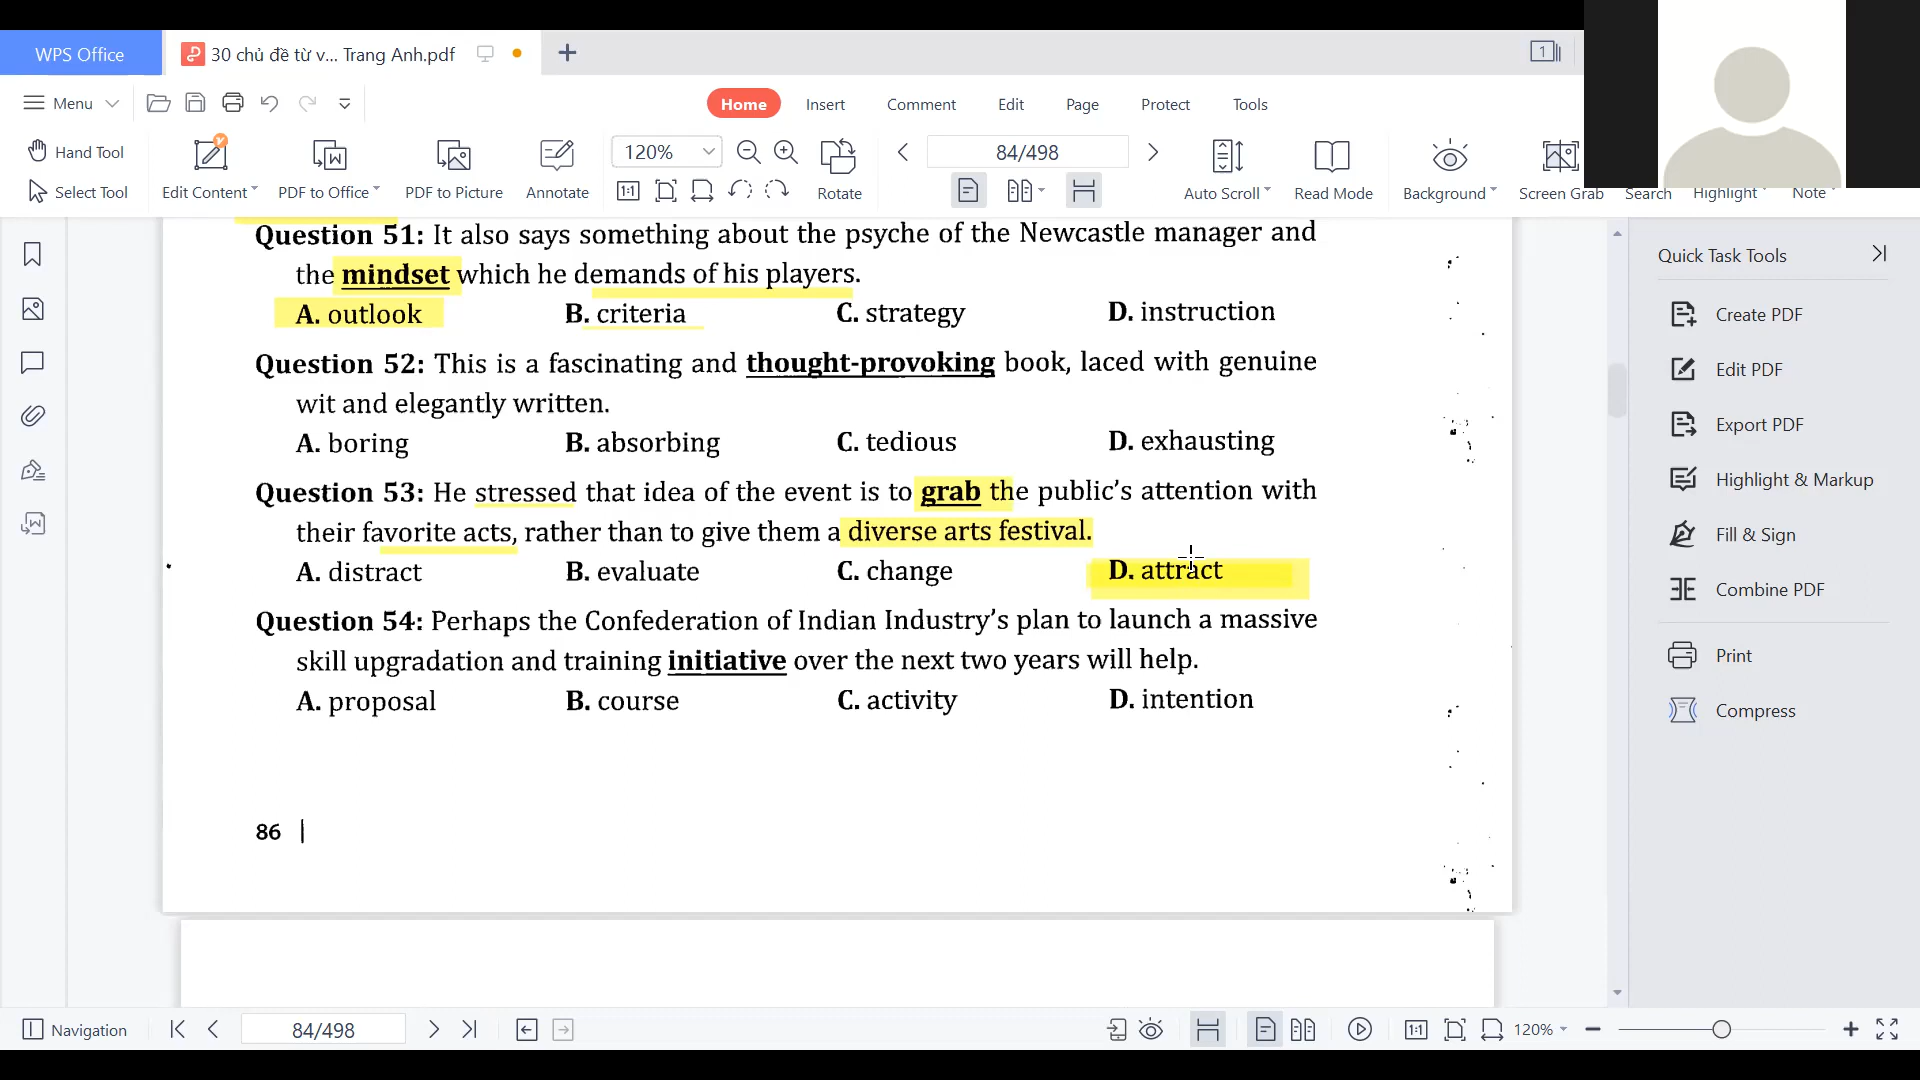 WPS Office
30 chủ đề từ v... Trang Anh.pdf
1
Menu
Home Insert Comment Edit Page Protect Tools
Hand Tool
Select Tool
Edit Content
PDF to Office
PDF to Picture
Annotate
120%
1:1
Rotate
84/498
Auto Scroll
Read Mode
Background
Screen Grab
Search
Highlight
Note
Question 51: It also says something about the psyche of the Newcastle manager and
the mindset which he demands of his players.
A. outlook B. criteria C. strategy D. instruction
Question 52: This is a fascinating and thought-provoking book, laced with genuine
wit and elegantly written.
A. boring B. absorbing C. tedious D. exhausting
Question 53: He stressed that idea of the event is to grab the public's attention with
their favorite acts, rather than to give them a diverse arts festival.
A. distract B. evaluate C. change D. attract
Question 54: Perhaps the Confederation of Indian Industry's plan to launch a massive
skill upgradation and training initiative over the next two years will help.
A. proposal B. course C. activity D. intention
86 |
Quick Task Tools
Create PDF
Edit PDF
Export PDF
Highlight & Markup
Fill & Sign
Combine PDF
Print
Compress
Navigation
84/498
1:1
120%